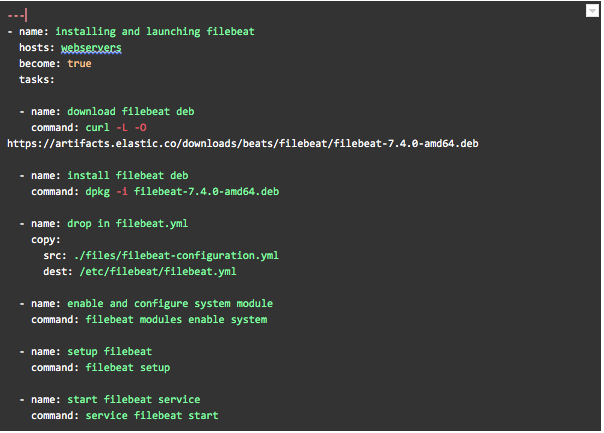 ---
- name: installing and launching filebeat
hosts: webservers
become: true
tasks:
- name: download filebeat deb
command: curl -L -O
https://artifacts.elastic.co/downloads/beats/filebeat/filebeat-7.4.0-amd64.deb
- name: install filebeat deb
command: dpkg -i filebeat-7.4.0-amd64.deb
- name: drop in filebeat.yml
copy:
src: ./files/filebeat-configuration.yml
dest: /etc/filebeat/filebeat.yml
- name: enable and configure system module
command: filebeat modules enable system
- name: setup filebeat
command: filebeat setup
- name: start filebeat service
command: service filebeat start